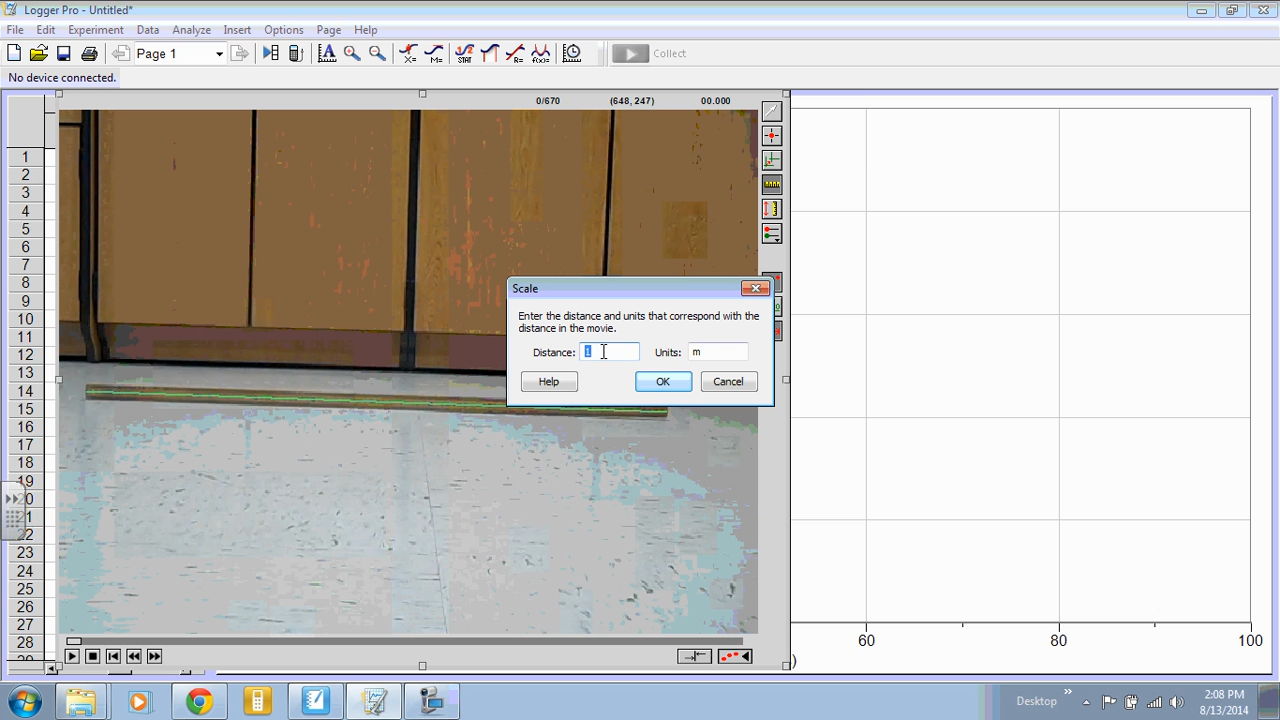 Logger Pro - Untitled*
File Edit Experiment Data Analyze Insert Options Page Help
Page 1
X= M= STAT R= f(x)=
Collect
No device connected.
0/670 (648, 247) 00.000
1
2
3
4
5
6
7
8
9
10
11
12
13
14
15
16
17
18
19
20
21
22
23
24
25
26
27
28
Scale
Enter the distance and units that correspond with the
distance in the movie.
Distance: 1 Units: m
Help OK Cancel
60 80 100
)
Desktop
2:08 PM
8/13/2014